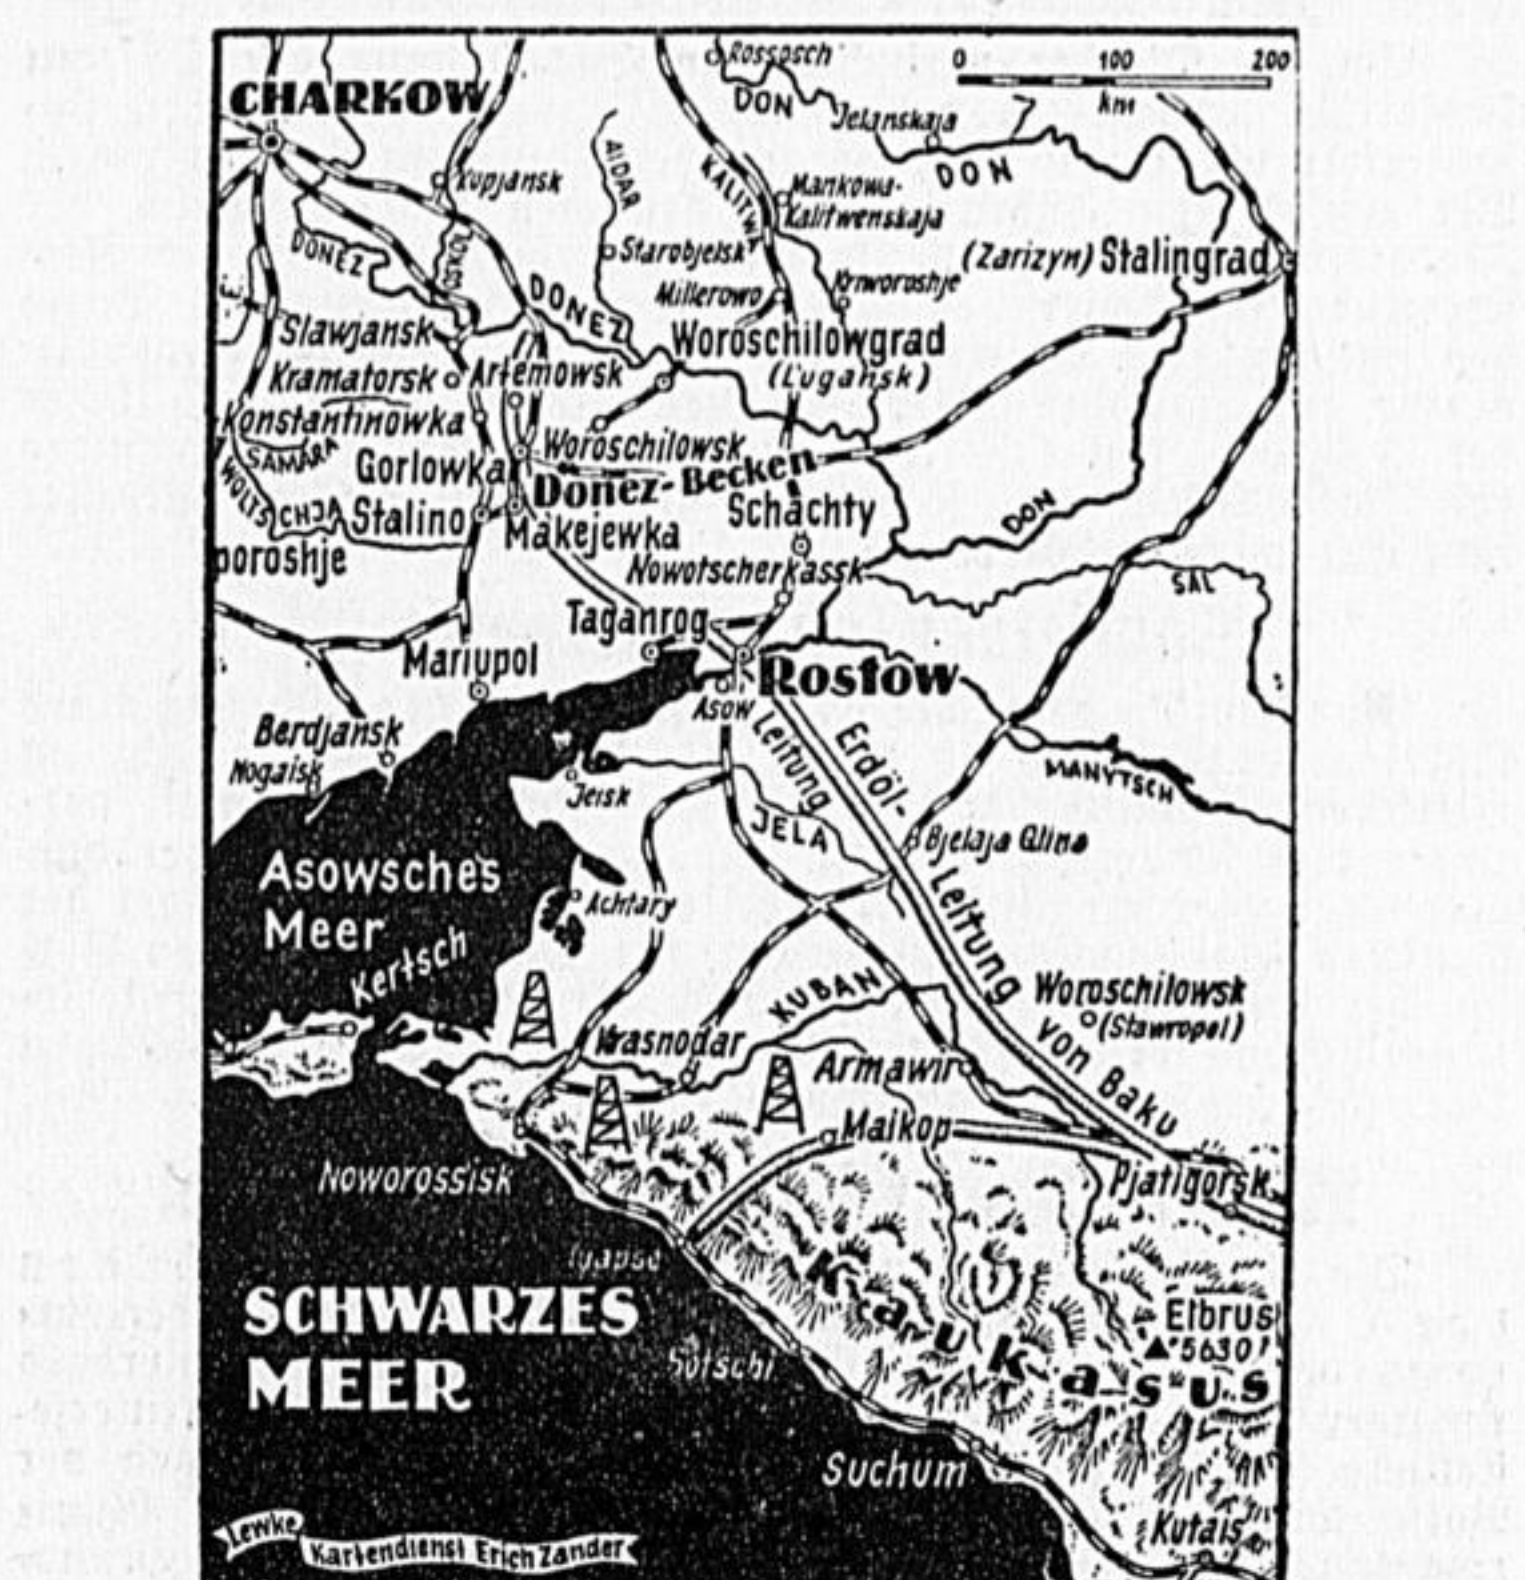 Rossosch
0 100 200
km
CHARKOW
DON
Jelanskaja
DON
Kupjansk
AIDAR
KALITWA
Mankowa-
Kalitwenskaja
DONEZ
OSKOL
Starobjelsk
(Zarizyn) Stalingrad
Millerowo
Kriworoshje
DONEZ
Slawjansk
Woroschilowgrad
(Lugansk)
Kramatorsk
Artemowsk
Konstantinowka
SAMARA
Woroschilowsk
Gorlowka
Donez-Becken
WOLTSCHJA
Stalino
Makejewka
Schachty
DON
poroshje
Nowotscherkassk
SAL
Taganrog
Mariupol
Rostow
Asow
Berdjansk
Nogaisk
Leitung
Erdöl-
Leitung
von Baku
MANYTSCH
Jeisk
JELA
Bjelaja Glina
Asowsches
Meer
Achtary
Kertsch
KUBAN
Woroschilowsk
(Stawropol)
Krasnodar
Armawir
Maikop
Noworossisk
Pjatigorsk
SCHWARZES
MEER
Kaukasus
Elbrus
5630
Sotschi
Suchum
Kutais
Lewke
Kartendienst Erich Zander